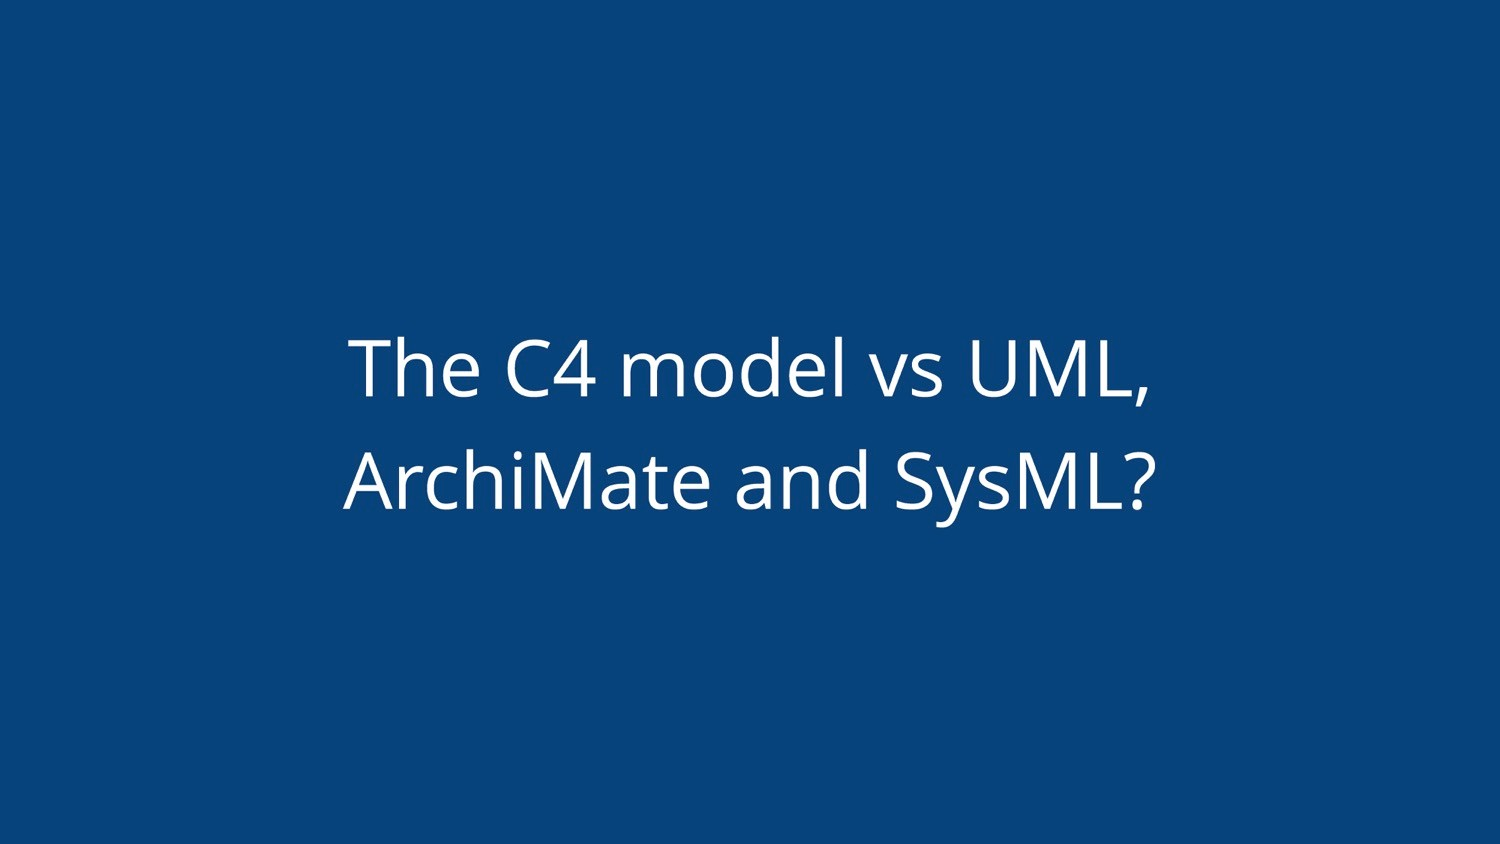 The C4 model vs UML,
ArchiMate and SysML?